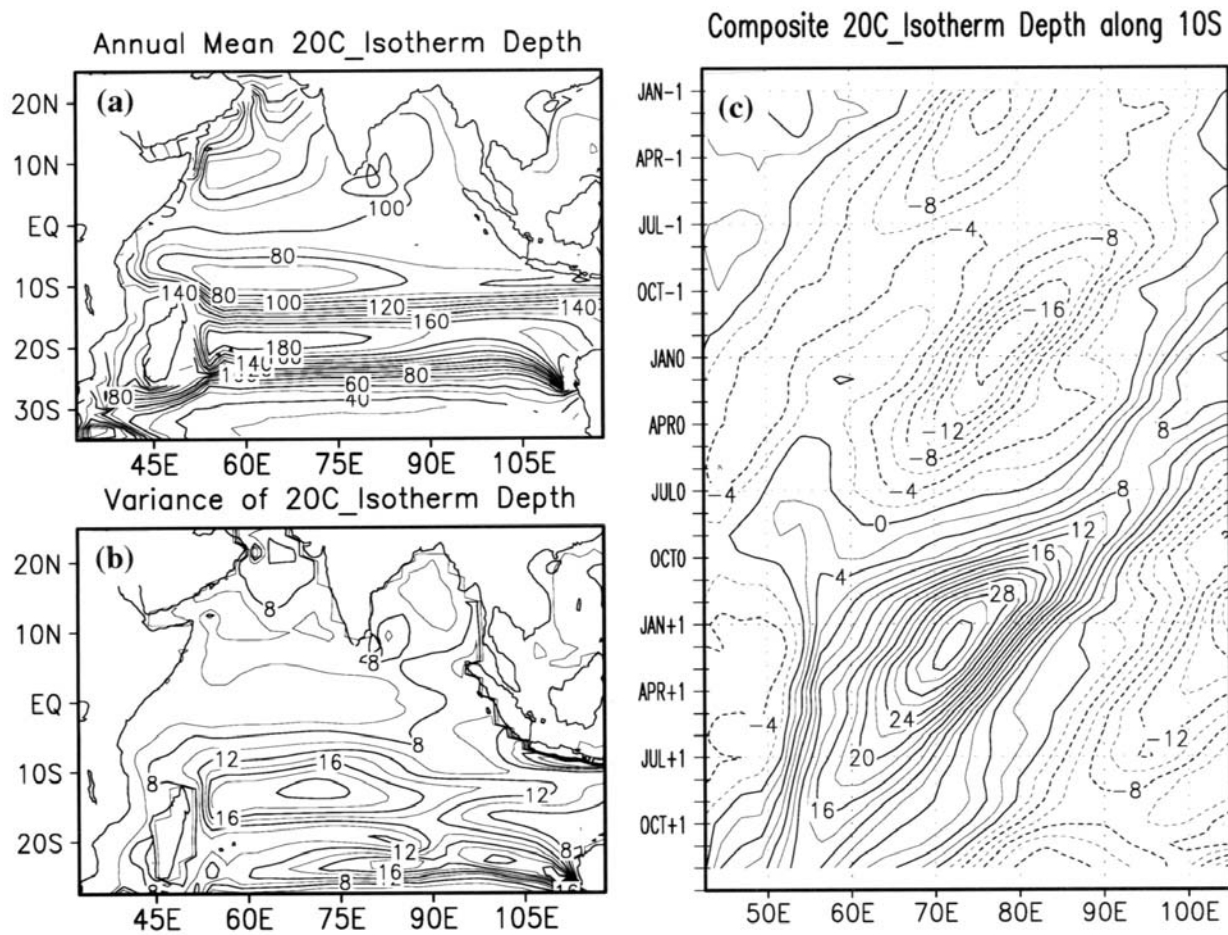 Annual Mean 20C_Isotherm Depth
(a)
20N
10N
EQ
10S
20S
30S
100
80
140
80
100
120
140
160
180
140
80
60
80
40
45E 60E 75E 90E 105E
Variance of 20C_Isotherm Depth
(b)
20N
10N
EQ
10S
20S
8
8
8
12
16
8
12
16
12
8
16
8
8
45E 60E 75E 90E 105E
Composite 20C_Isotherm Depth along 10S
(c)
JAN-1
APR-1
JUL-1
OCT-1
JAN0
APR0
JUL0
OCT0
JAN+1
APR+1
JUL+1
OCT+1
-8
-4
-8
-16
-12
8
-8
-4
-4
8
0
12
16
4
28
24
-4
-12
20
-8
16
50E 60E 70E 80E 90E 100E